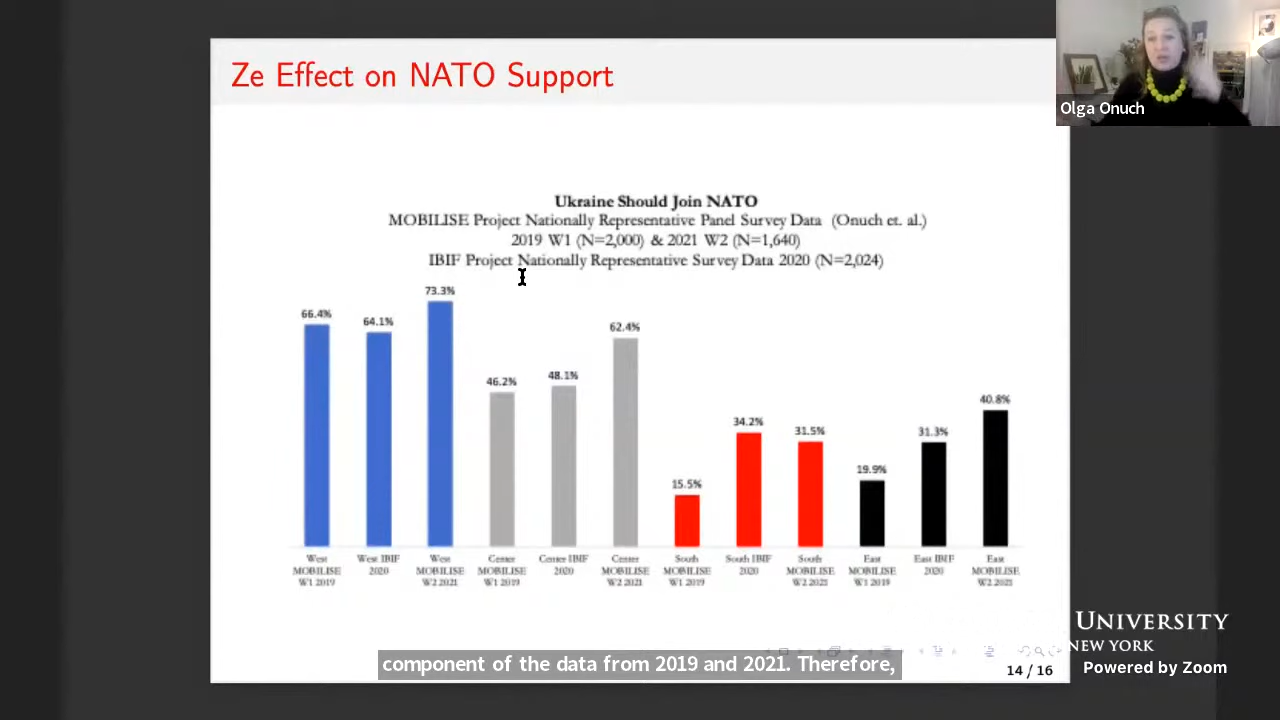 Ze Effect on NATO Support
Olga Onuch
Ukraine Should Join NATO
MOBILISE Project Nationally Representative Panel Survey Data (Onuch et. al.)
2019 W1 (N=2,000) & 2021 W2 (N=1,640)
IBIF Project Nationally Representative Survey Data 2020 (N=2,024)
66.4%
64.1%
73.3%
46.2%
48.1%
62.4%
15.5%
34.2%
31.5%
19.9%
31.3%
40.8%
West MOBILISE W1 2019
West IBIF 2020
West MOBILISE W2 2021
Center MOBILISE W1 2019
Center IBIF 2020
Center MOBILISE W2 2021
South MOBILISE W1 2019
South IBIF 2020
South MOBILISE W2 2021
East MOBILISE W1 2019
East IBIF 2020
East MOBILISE W2 2021
UNIVERSITY
NEW YORK
component of the data from 2019 and 2021. Therefore,
14 / 16
Powered by Zoom